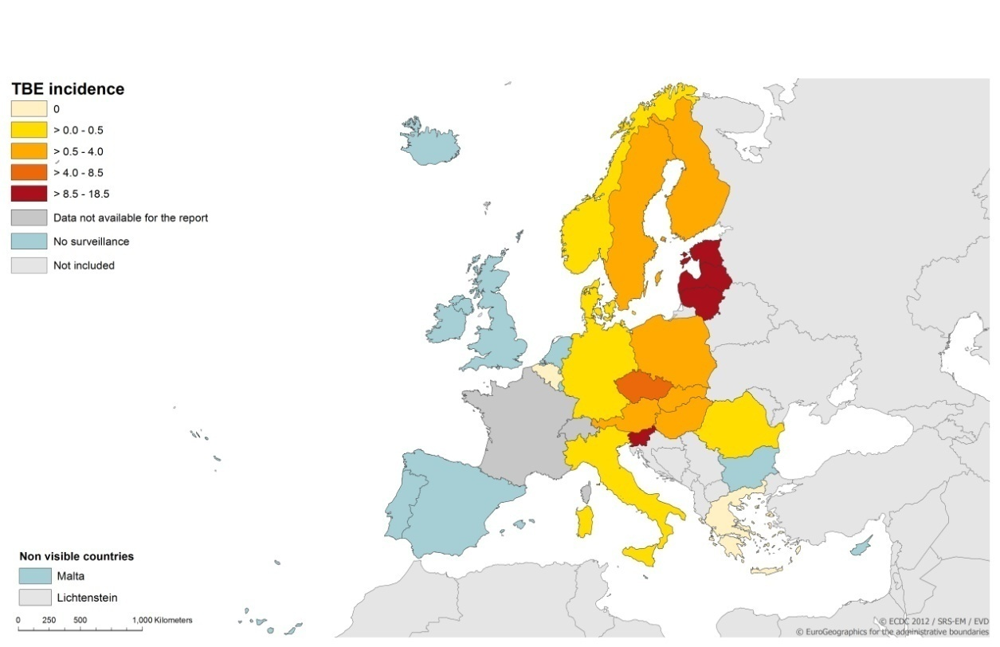 TBE incidence
0
> 0.0 - 0.5
> 0.5 - 4.0
> 4.0 - 8.5
> 8.5 - 18.5
Data not available for the report
No surveillance
Not included
Non visible countries
Malta
Lichtenstein
0 250 500 1,000 Kilometers
© ECDC 2012 / SRS-EM / EVD
© EuroGeographics for the administrative boundaries